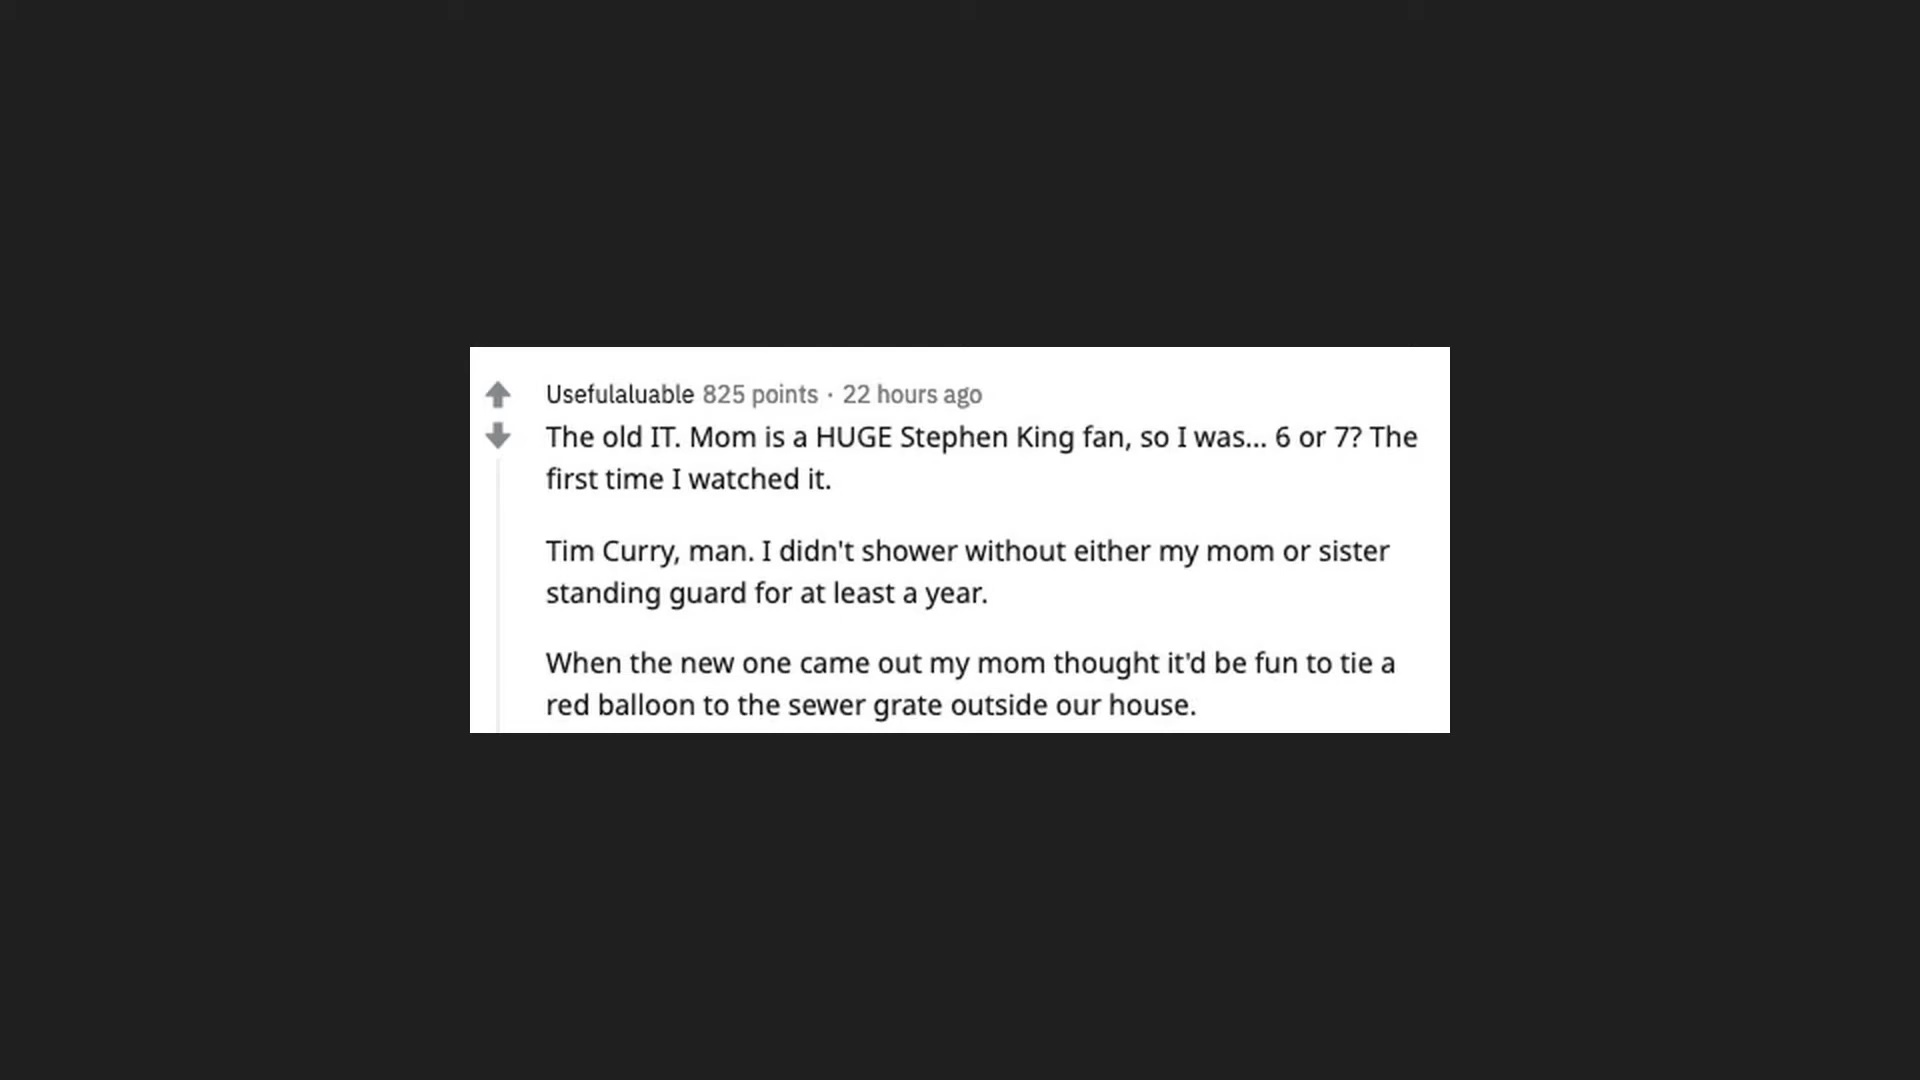 Usefulaluable 825 points · 22 hours ago
The old IT. Mom is a HUGE Stephen King fan, so I was... 6 or 7? The
first time I watched it.
Tim Curry, man. I didn't shower without either my mom or sister
standing guard for at least a year.
When the new one came out my mom thought it'd be fun to tie a
red balloon to the sewer grate outside our house.